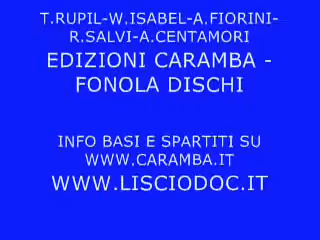 T.RUPIL-W.ISABEL-A.FIORINI-
R.SALVI-A.CENTAMORI
EDIZIONI CARAMBA -
FONOLA DISCHI
INFO BASI E SPARTITI SU
WWW.CARAMBA.IT
WWW.LISCIODOC.IT